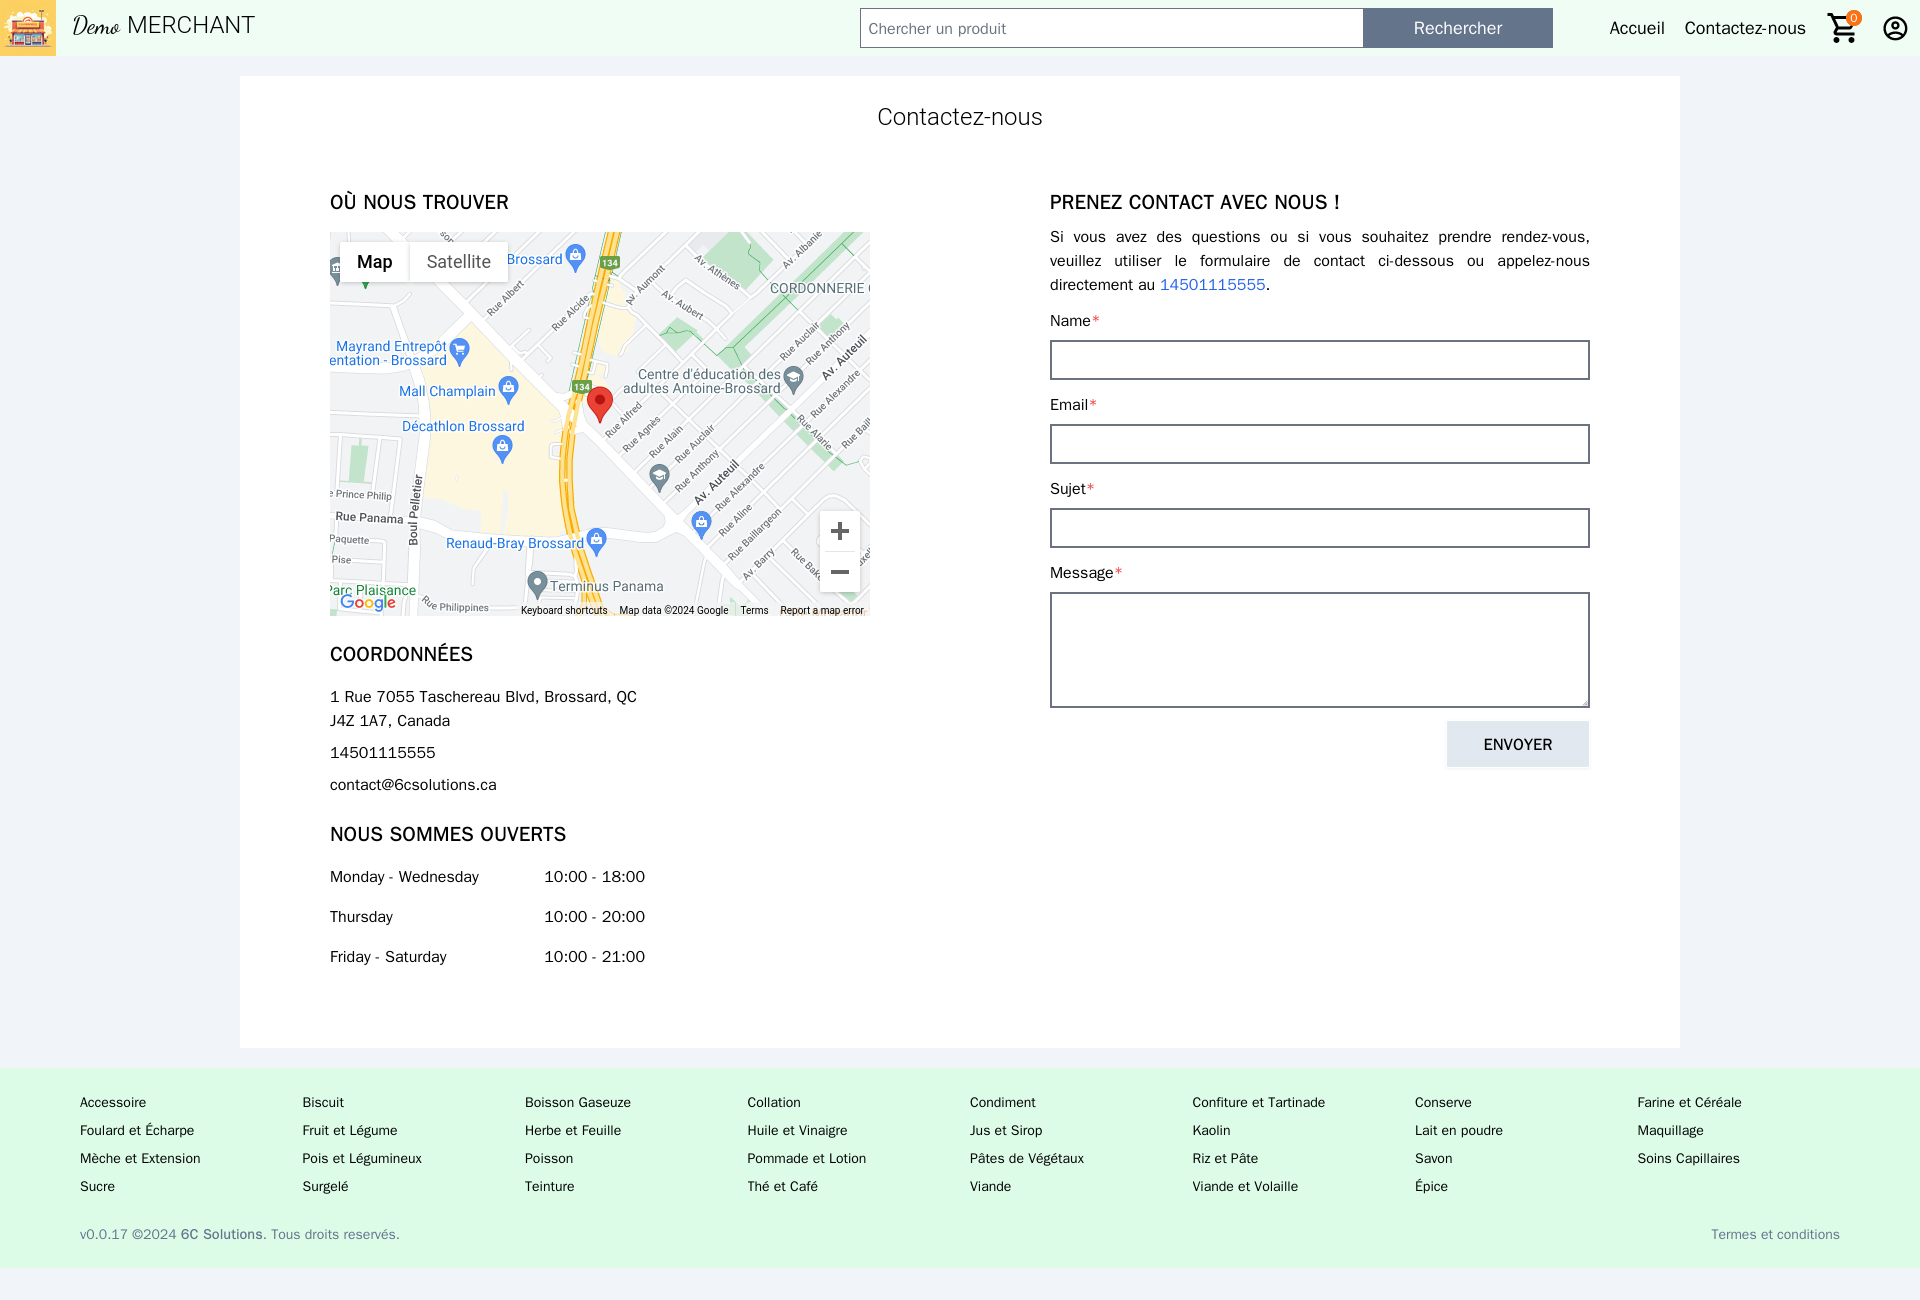 Demo MERCHANT
Chercher un produit
Rechercher
Accueil
Contactez-nous
0
Contactez-nous
OÙ NOUS TROUVER
Map
Satellite
Brossard
134
Av. Albanie
Av. Athènes
CORDONNERIE
Rue Albert
Rue Alcide
Av. Aumont
Av. Aubert
Rue Auclair
Rue Anthony
Av. Auteuil
Mayrand Entrepôt
entation - Brossard
Mall Champlain
134
Centre d'éducation des
adultes Antoine-Brossard
Rue Alexandre
Décathlon Brossard
Rue Alfred
Rue Agnès
Rue Alain
Rue Auclair
Rue Anthony
Av. Auteuil
Rue Alexandre
Rue Alarie
Rue Aline
Rue Baillargeon
Av. Barry
e Prince Philip
Rue Panama
Boul Pelletier
Paquette
Pise
Renaud-Bray Brossard
Terminus Panama
Parc Plaisance
Rue Philippines
Google
Keyboard shortcuts
Map data ©2024 Google
Terms
Report a map error
COORDONNÉES
1 Rue 7055 Taschereau Blvd, Brossard, QC
J4Z 1A7, Canada
14501115555
contact@6csolutions.ca
NOUS SOMMES OUVERTS
Monday - Wednesday 10:00 - 18:00
Thursday 10:00 - 20:00
Friday - Saturday 10:00 - 21:00
PRENEZ CONTACT AVEC NOUS !
Si vous avez des questions ou si vous souhaitez prendre rendez-vous,
veuillez utiliser le formulaire de contact ci-dessous ou appelez-nous
directement au 14501115555.
Name*
Email*
Sujet*
Message*
ENVOYER
Accessoire Biscuit Boisson Gaseuze Collation Condiment Confiture et Tartinade Conserve Farine et Céréale
Foulard et Écharpe Fruit et Légume Herbe et Feuille Huile et Vinaigre Jus et Sirop Kaolin Lait en poudre Maquillage
Mèche et Extension Pois et Légumineux Poisson Pommade et Lotion Pâtes de Végétaux Riz et Pâte Savon Soins Capillaires
Sucre Surgelé Teinture Thé et Café Viande Viande et Volaille Épice
v0.0.17 ©2024 6C Solutions. Tous droits reservés.
Termes et conditions